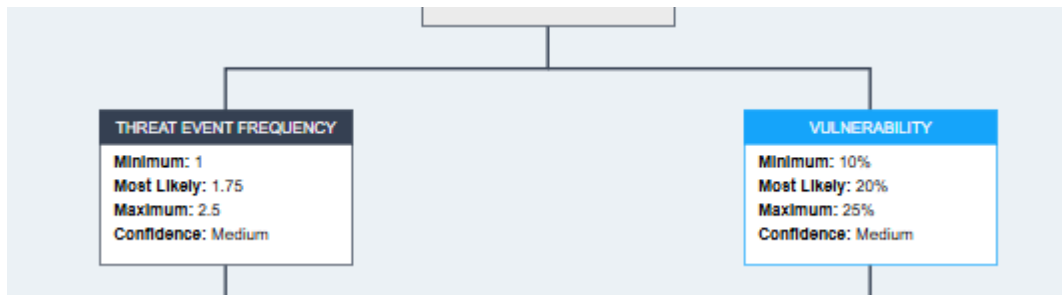 THREAT EVENT FREQUENCY
Minimum: 1
Most Likely: 1.75
Maximum: 2.5
Confidence: Medium
VULNERABILITY
Minimum: 10%
Most Likely: 20%
Maximum: 25%
Confidence: Medium